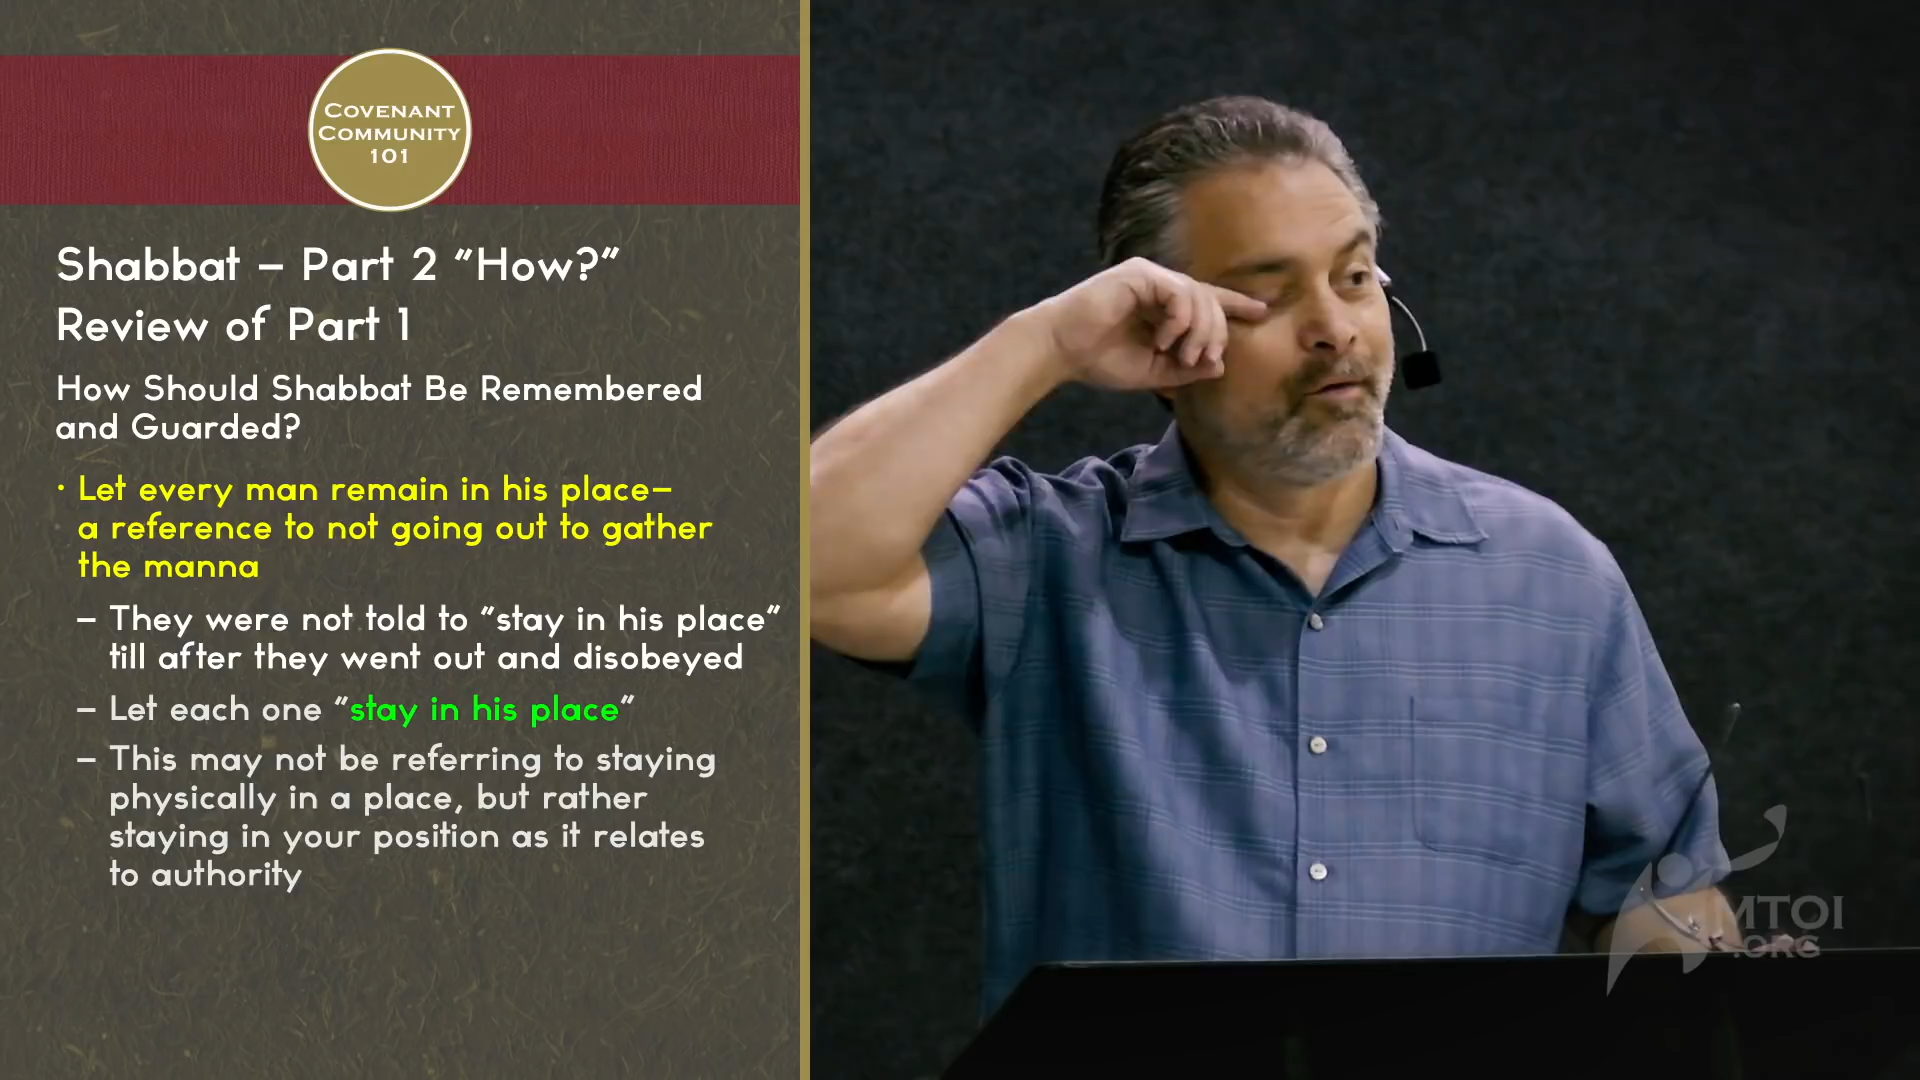 COVENANT
COMMUNITY
101
Shabbat – Part 2 “How?”
Review of Part 1
How Should Shabbat Be Remembered
and Guarded?
• Let every man remain in his place–
a reference to not going out to gather
the manna
– They were not told to “stay in his place”
till after they went out and disobeyed
– Let each one “stay in his place”
– This may not be referring to staying
physically in a place, but rather
staying in your position as it relates
to authority
MTOI
.ORG